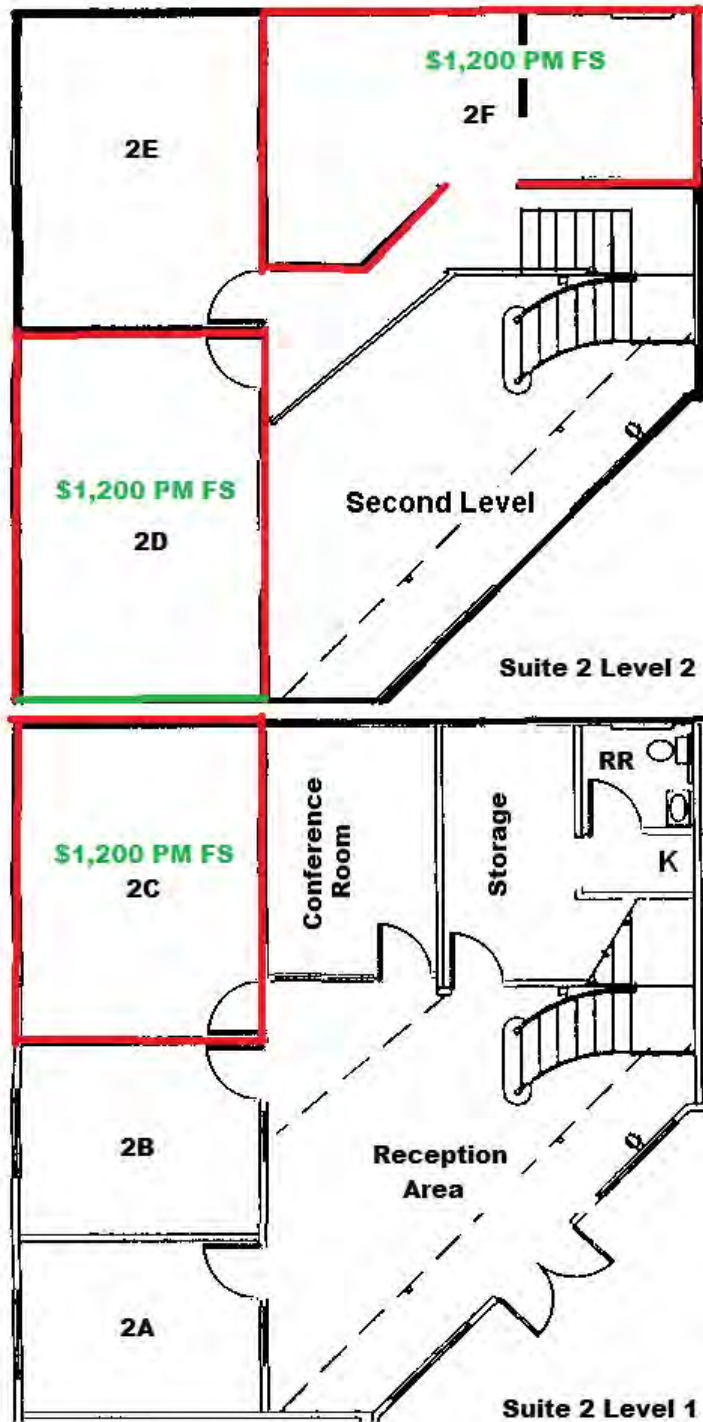 $1,200 PM FS
2F
2E
$1,200 PM FS
2D
Second Level
Suite 2 Level 2
RR
Conference
Room
Storage
$1,200 PM FS
2C
K
2B
Reception
Area
2A
Suite 2 Level 1